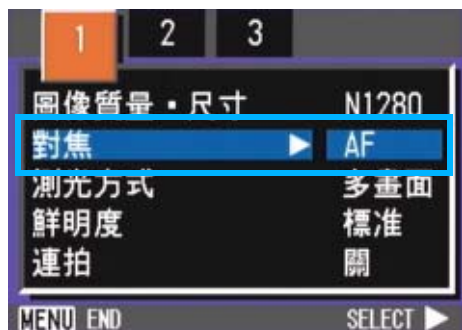 1 2 3
圖像質量・尺寸 N1280
對焦 ▶ AF
測光方式 多畫面
鮮明度 標准
連拍 關
MENU END SELECT ▶